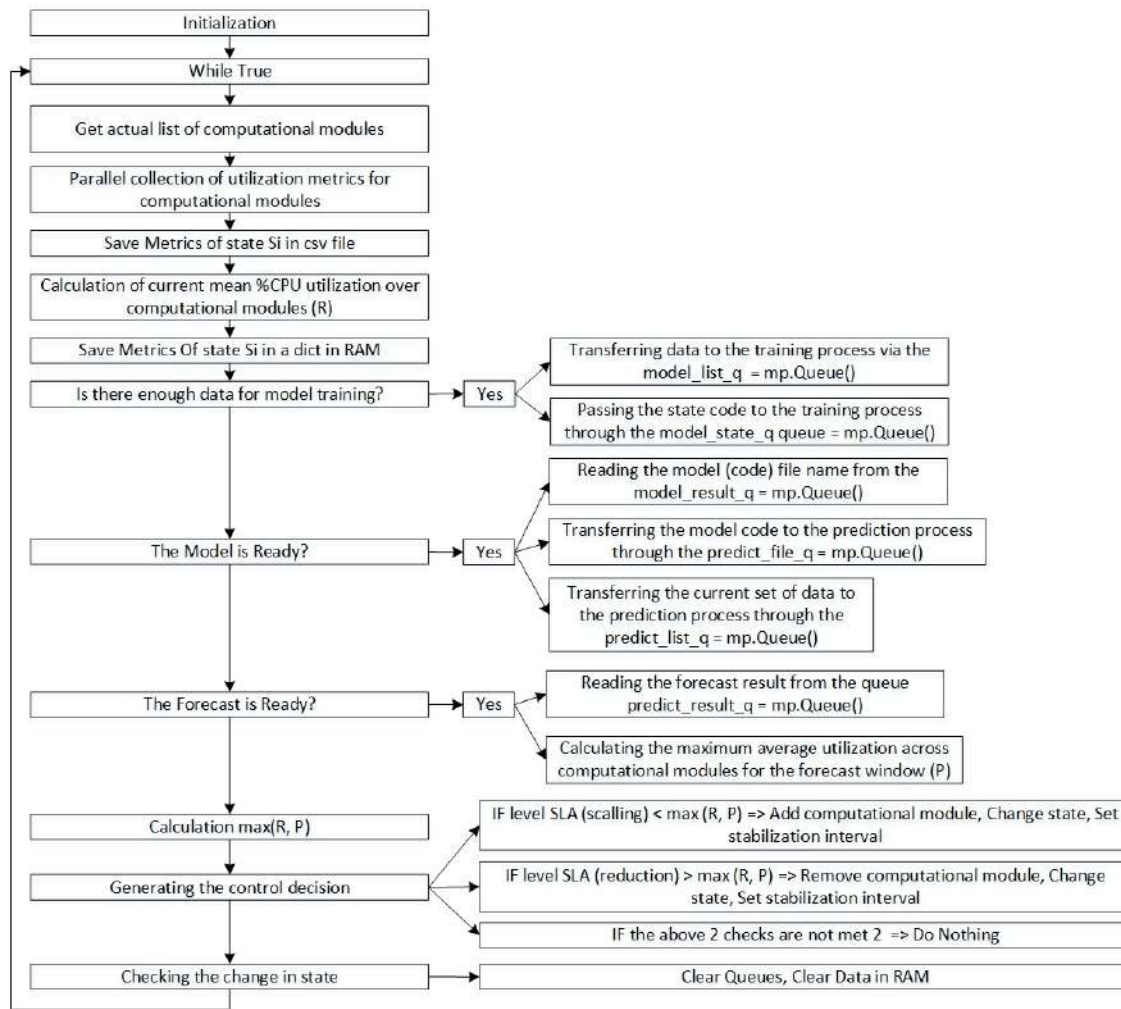 Initialization
While True
Get actual list of computational modules
Parallel collection of utilization metrics for
computational modules
Save Metrics of state Si in csv file
Calculation of current mean %CPU utilization over
computational modules (R)
Save Metrics Of state Si in a dict in RAM
Is there enough data for model training?
Yes
Transferring data to the training process via the
model_list_q = mp.Queue()
Passing the state code to the training process
through the model_state_q queue = mp.Queue()
The Model is Ready?
Yes
Reading the model (code) file name from the
model_result_q = mp.Queue()
Transferring the model code to the prediction process
through the predict_file_q = mp.Queue()
Transferring the current set of data to
the prediction process through the
predict_list_q = mp.Queue()
The Forecast is Ready?
Yes
Reading the forecast result from the queue
predict_result_q = mp.Queue()
Calculating the maximum average utilization across
computational modules for the forecast window (P)
Calculation max(R, P)
Generating the control decision
IF level SLA (scalling) < max (R, P) => Add computational module, Change state, Set
stabilization interval
IF level SLA (reduction) > max (R, P) => Remove computational module, Change
state, Set stabilization interval
IF the above 2 checks are not met 2 => Do Nothing
Checking the change in state
Clear Queues, Clear Data in RAM